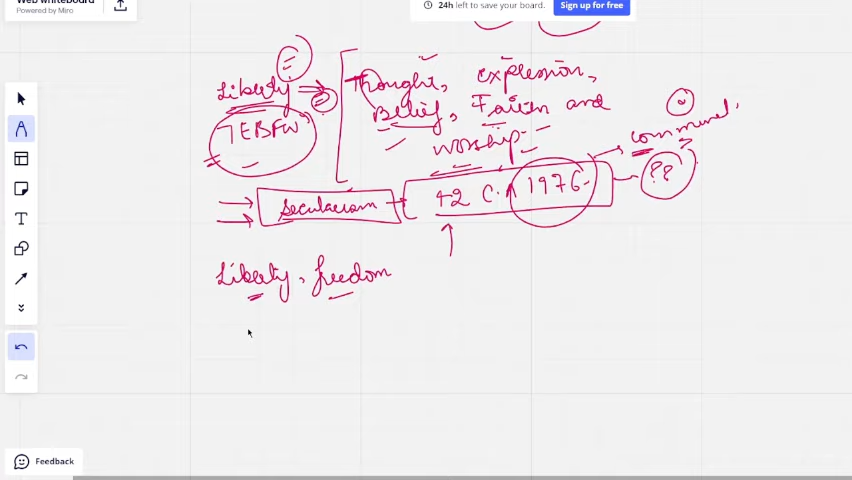 Web whiteboard
Powered by Miro
24h left to save your board.
Sign up for free
Liberty
Thought, expression,
Belief, Faith and
worship
TEBFW
communal.
secularism
42 C.A 1976
??
Liberty, freedom
Feedback